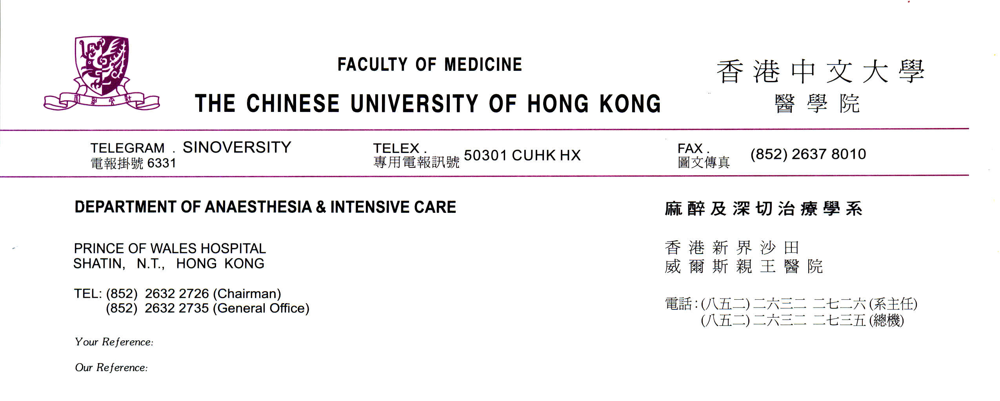 FACULTY OF MEDICINE
THE CHINESE UNIVERSITY OF HONG KONG
香港中文大學
醫學院
TELEGRAM . SINOVERSITY
電報掛號 6331
TELEX .
專用電報訊號 50301 CUHK HX
FAX .
圖文傳真 (852) 2637 8010
DEPARTMENT OF ANAESTHESIA & INTENSIVE CARE
麻醉及深切治療學系
PRINCE OF WALES HOSPITAL
SHATIN, N.T., HONG KONG
香港新界沙田
威爾斯親王醫院
TEL: (852) 2632 2726 (Chairman)
(852) 2632 2735 (General Office)
電話:(八五二)二六三二 二七二六(系主任)
(八五二)二六三二 二七三五(總機)
Your Reference:
Our Reference: